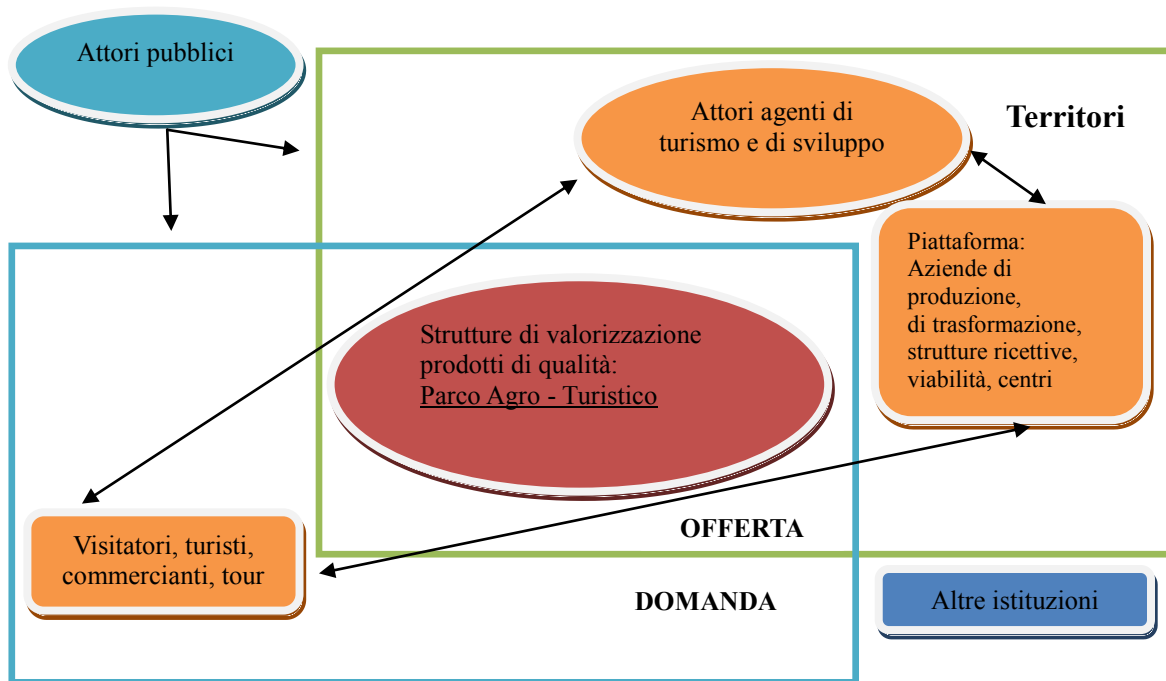 Attori pubblici
Attori agenti di
turismo e di sviluppo
Territori
Piattaforma:
Aziende di
produzione,
di trasformazione,
strutture ricettive,
viabilità, centri
Strutture di valorizzazione
prodotti di qualità:
Parco Agro - Turistico
OFFERTA
Visitatori, turisti,
commercianti, tour
DOMANDA
Altre istituzioni